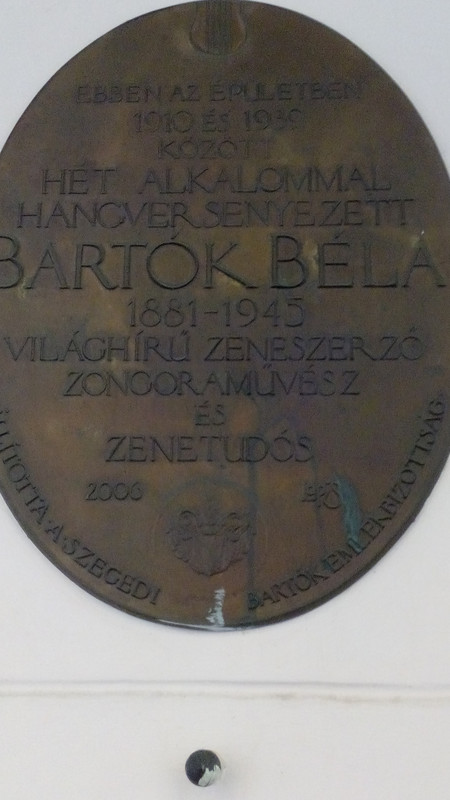 EBBEN AZ ÉPÜLETBEN
1910 ÉS 1939
KÖZÖTT
HÉT ALKALOMMAL
HANGVERSENYEZETT
BARTÓK BÉLA
1881-1945
VILÁGHÍRŰ ZENESZERZŐ
ZONGORAMŰVÉSZ
ÉS
ZENETUDÓS
2006
ÁLLÍTOTTA · A · SZEGEDI
BARTÓK EMLÉKBIZOTTSÁG